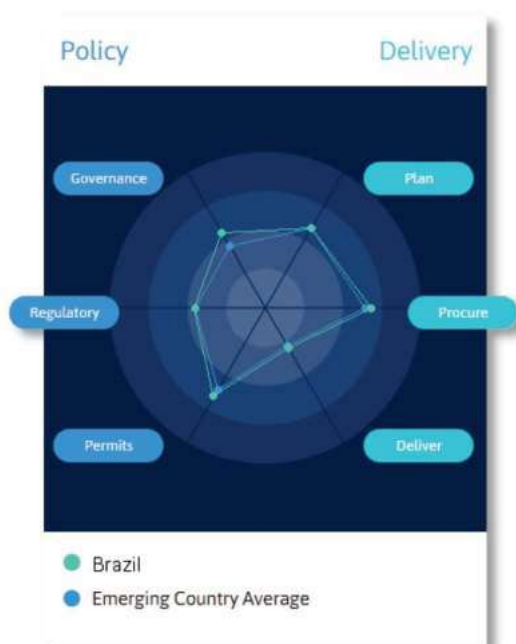 Policy
Delivery
Governance
Plan
Regulatory
Procure
Permits
Deliver
Brazil
Emerging Country Average